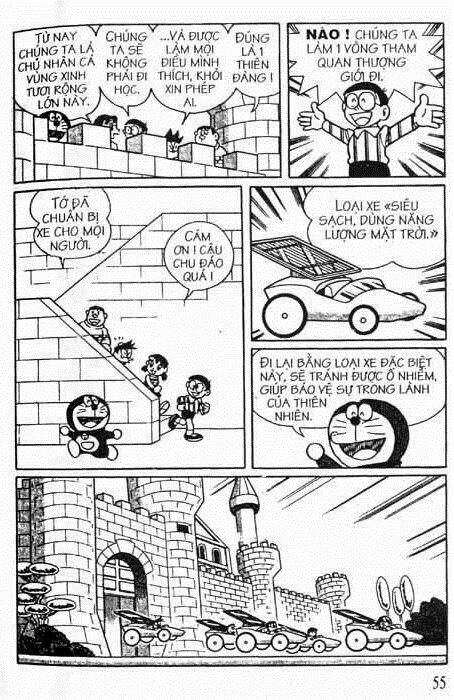 TỪ NAY
CHÚNG TA LÀ
CHỦ NHÂN CẢ
VÙNG XINH
TƯƠI RỘNG
LỚN NÀY.
CHÚNG
TA SẼ
KHÔNG
PHẢI ĐI
HỌC.
...VÀ ĐƯỢC
LÀM MỌI
ĐIỀU MÌNH
THÍCH, KHỎI
XIN PHÉP
AI.
ĐÚNG
LÀ 1
THIÊN
ĐÀNG !
NÀO ! CHÚNG TA
LÀM 1 VÒNG THAM
QUAN THƯỢNG
GIỚI ĐI.
TỚ ĐÃ
CHUẨN BỊ
XE CHO MỌI
NGƯỜI.
CẢM
ƠN ! CẬU
CHU ĐÁO
QUÁ !
LOẠI XE «SIÊU
SẠCH, DÙNG NĂNG
LƯỢNG MẶT TRỜI.»
ĐI LẠI BẰNG LOẠI XE ĐẶC BIỆT
NÀY, SẼ TRÁNH ĐƯỢC Ô NHIỄM,
GIÚP BẢO VỆ SỰ TRONG LÀNH
CỦA THIÊN
NHIÊN.
55